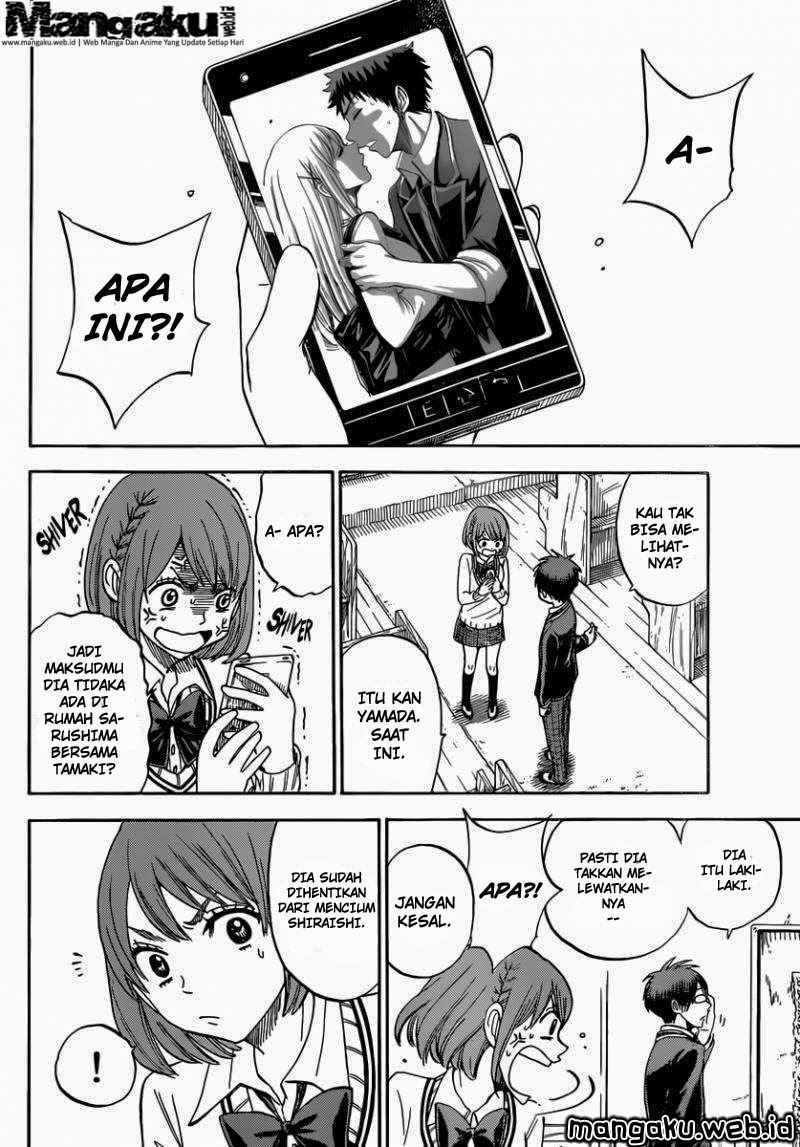 Mangaku
web.id
www.mangaku.web.id | Web Manga Dan Anime Yang Update Setiap Hari
A-
APA
INI?!
KAU TAK
BISA ME-
LIHAT-
NYA?
ITU KAN
YAMADA.
SAAT
INI.
A- APA?
SHIVER
SHIVER
JADI
MAKSUDMU
DIA TIDAKA
ADA DI
RUMAH SA-
RUSHIMA
BERSAMA
TAMAKI?
DIA
ITU LAKI-
LAKI.
PASTI DIA
TAKKAN ME-
LEWATKAN-
NYA
--
APA?!
JANGAN
KESAL.
DIA SUDAH
DIHENTIKAN
DARI MENCIUM
SHIRAISHI.
!
mangaku.web.id